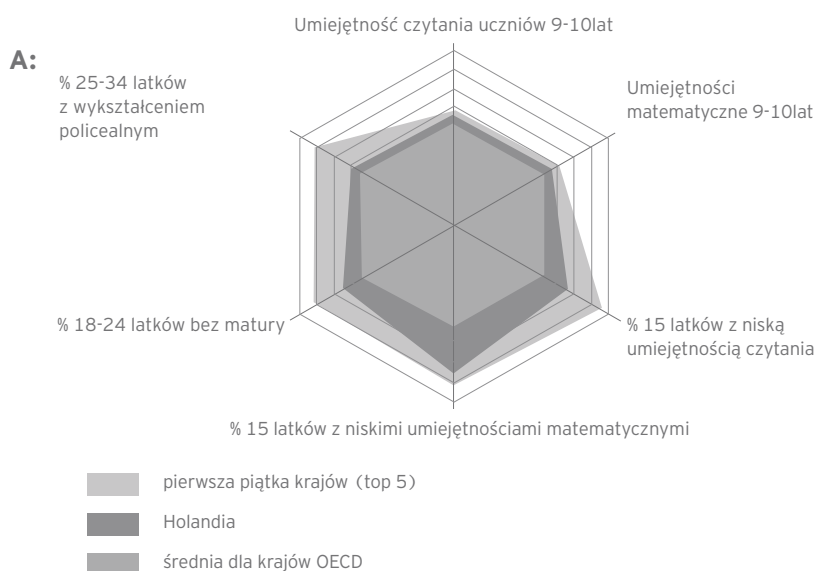 Umiejętność czytania uczniów 9-10lat
A:
% 25-34 latków
z wykształceniem
policealnym
Umiejętności
matematyczne 9-10lat
% 18-24 latków bez matury
% 15 latków z niską
umiejętnością czytania
% 15 latków z niskimi umiejętnościami matematycznymi
pierwsza piątka krajów (top 5)
Holandia
średnia dla krajów OECD